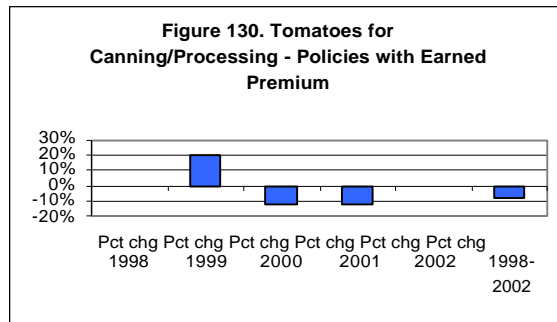 Figure 130. Tomatoes for
Canning/Processing - Policies with Earned
Premium
30%
20%
10%
0%
-10%
-20%
Pct chg Pct chg Pct chg Pct chg Pct chg Pct chg
1998 1999 2000 2001 2002 1998-
2002